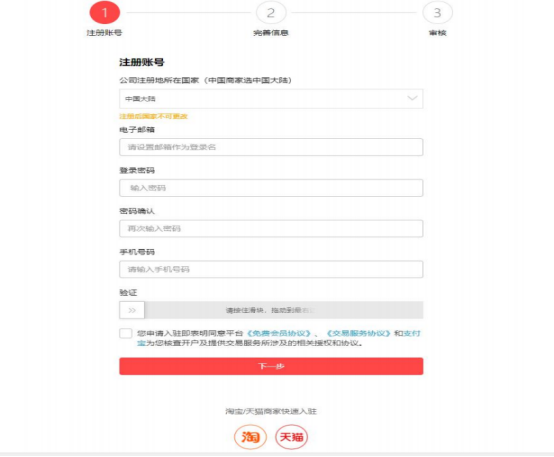 1
2
3
注册账号
完善信息
审核
注册账号
公司注册地所在国家（中国商家选中国大陆）
中国大陆
注册后国家不可更改
电子邮箱
请设置邮箱作为登录名
登录密码
输入密码
密码确认
再次输入密码
手机号码
请输入手机号码
验证
请按住滑块，拖动到最右边
您申请入驻即表明同意平台《免费会员协议》、《交易服务协议》和支付
宝为您核查开户及提供交易服务所涉及的相关授权和协议。
下一步
淘宝/天猫商家快速入驻
淘
天猫